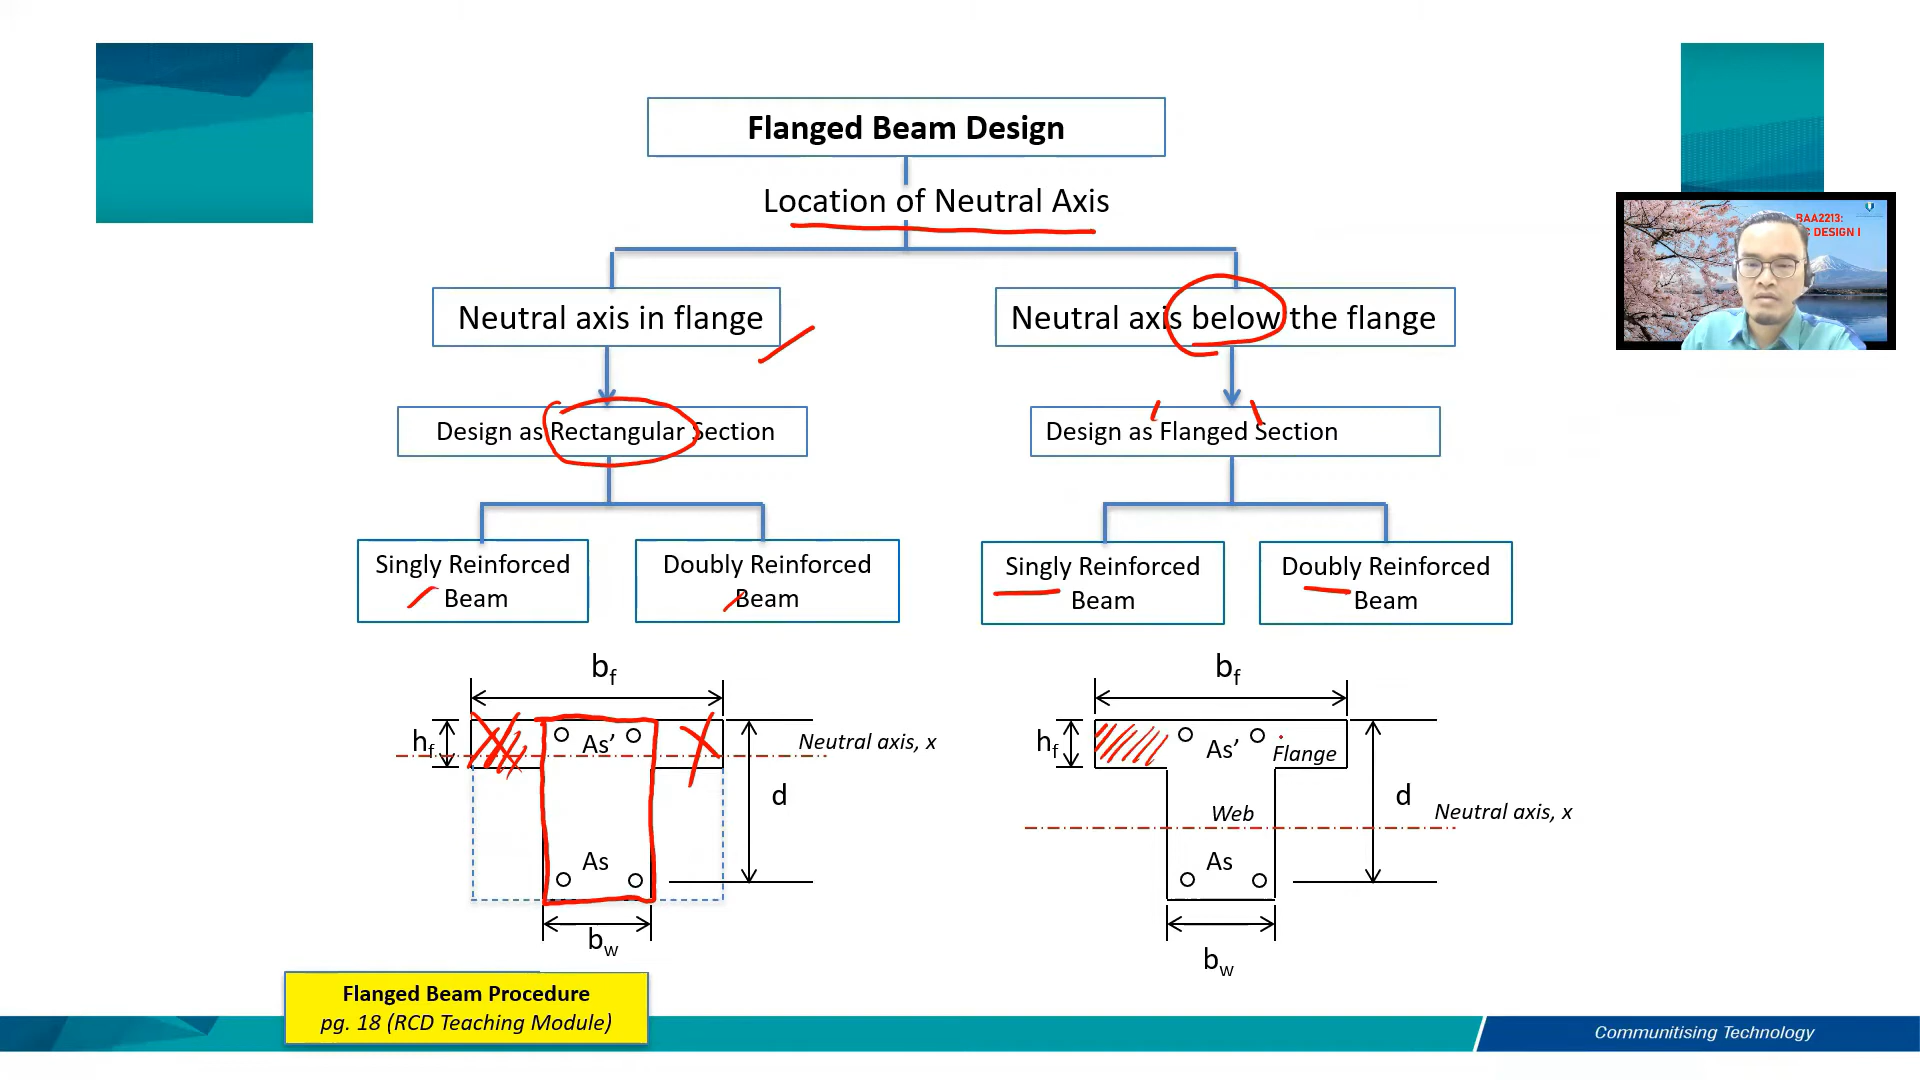 Flanged Beam Design
Location of Neutral Axis
BAA2213:
C DESIGN I
Neutral axis in flange
Neutral axis below the flange
Design as Rectangular Section
Design as Flanged Section
Singly Reinforced
Beam
Doubly Reinforced
Beam
Singly Reinforced
Beam
Doubly Reinforced
Beam
bf
hf
As’
Neutral axis, x
d
As
bw
bf
hf
As’
Flange
d
Web
Neutral axis, x
As
bw
Flanged Beam Procedure
pg. 18 (RCD Teaching Module)
Communitising Technology